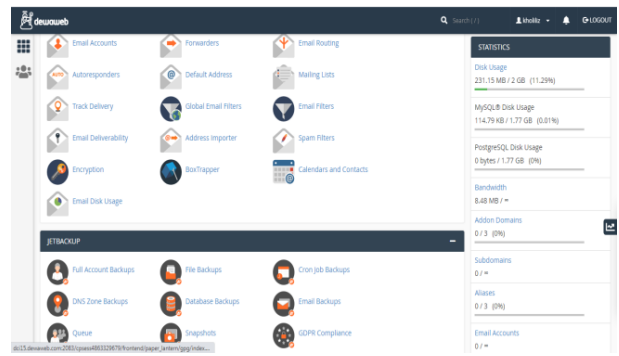 dewaweb
Search ( / )
kholilz
LOGOUT
Email Accounts
Forwarders
Email Routing
Autoresponders
Default Address
Mailing Lists
Track Delivery
Global Email Filters
Email Filters
Email Deliverability
Address Importer
Spam Filters
Encryption
BoxTrapper
Calendars and Contacts
Email Disk Usage
JETBACKUP
Full Account Backups
File Backups
Cron Job Backups
DNS Zone Backups
Database Backups
Email Backups
Queue
Snapshots
GDPR Compliance
STATISTICS
Disk Usage
231.15 MB / 2 GB (11.29%)
MySQL® Disk Usage
114.79 KB / 1.77 GB (0.01%)
PostgreSQL Disk Usage
0 bytes / 1.77 GB (0%)
Bandwidth
8.48 MB / ∞
Addon Domains
0 / 3 (0%)
Subdomains
0 / ∞
Aliases
0 / 3 (0%)
Email Accounts
0 / ∞